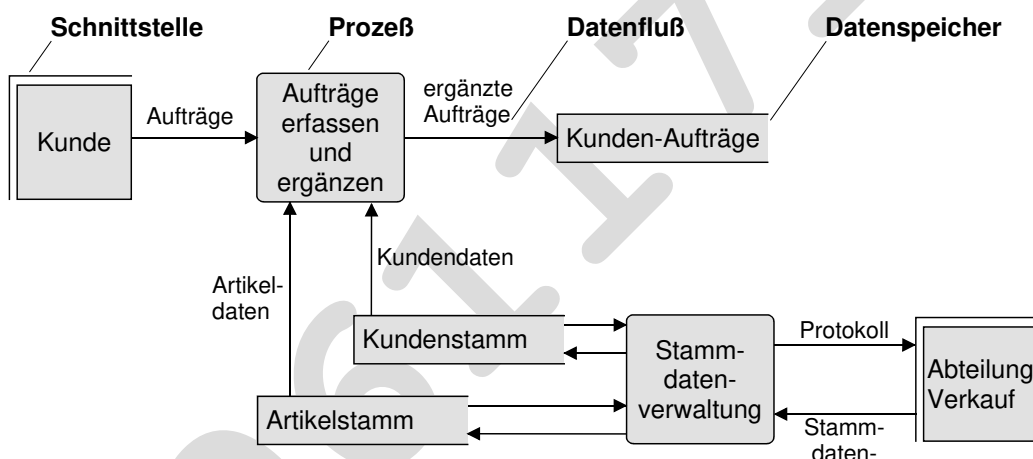 Schnittstelle Prozeß Datenfluß Datenspeicher
Aufträge
erfassen
und
ergänzen
ergänzte
Aufträge
Aufträge
Kunde
Kunden-Aufträge
Kundendaten
Artikel-
daten
Kundenstamm
Artikelstamm
Stamm-
daten-
verwaltung
Protokoll
Abteilung
Verkauf
Stamm-
daten-